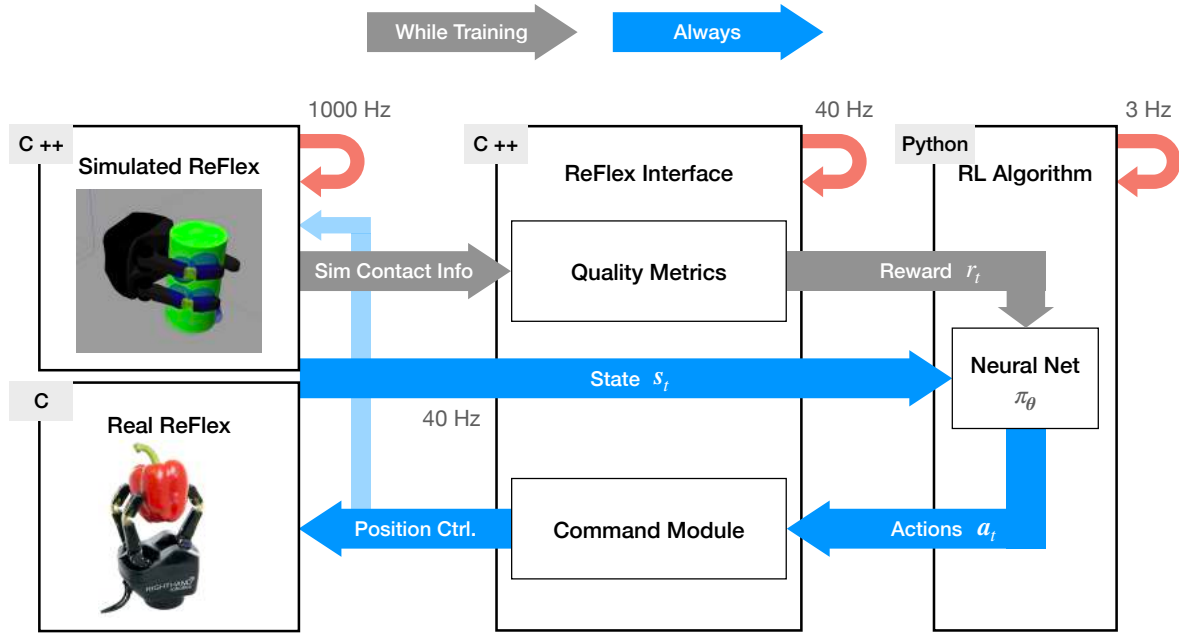 While Training
Always
1000 Hz
40 Hz
3 Hz
C ++
C ++
Python
Simulated ReFlex
ReFlex Interface
RL Algorithm
Sim Contact Info
Quality Metrics
Reward r_t
State s_t
Neural Net
π_θ
C
40 Hz
Real ReFlex
Position Ctrl.
Command Module
Actions a_t
RIGHTHAND